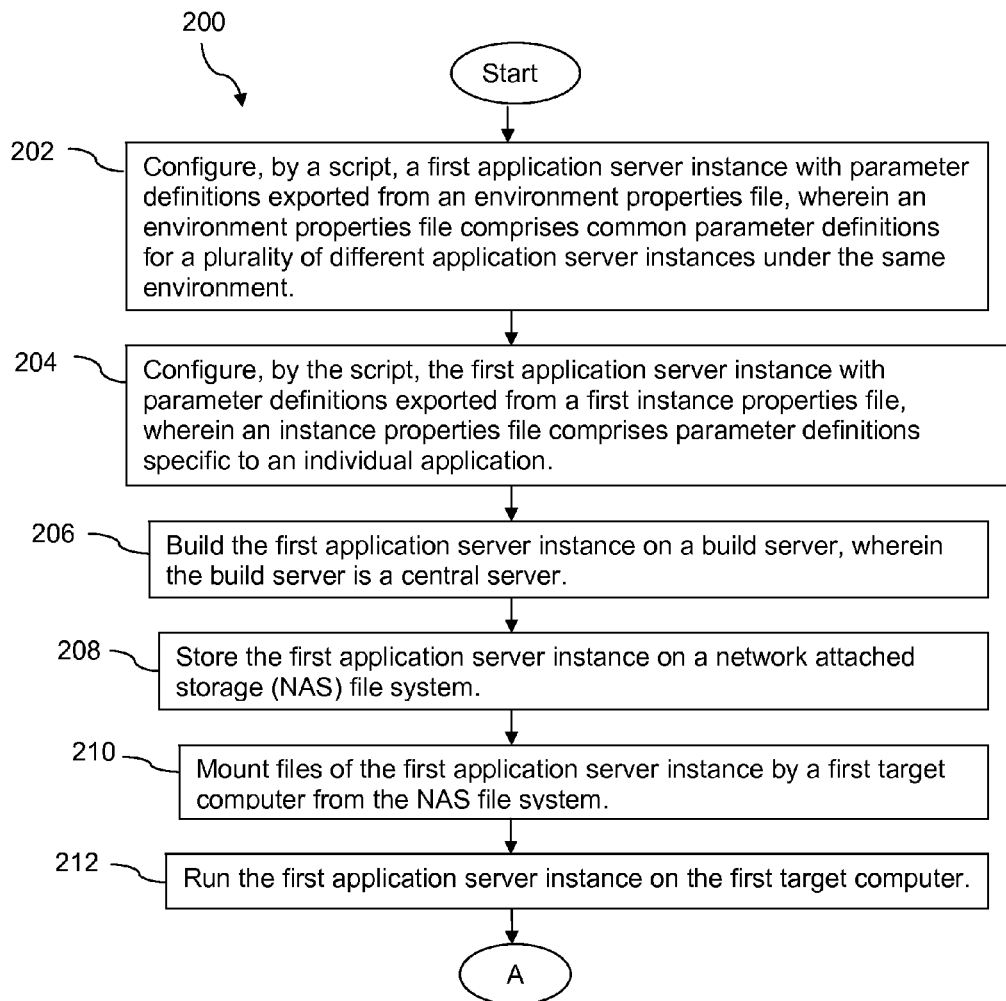 200
Start
202
Configure, by a script, a first application server instance with parameter
definitions exported from an environment properties file, wherein an
environment properties file comprises common parameter definitions
for a plurality of different application server instances under the same
environment.
204
Configure, by the script, the first application server instance with
parameter definitions exported from a first instance properties file,
wherein an instance properties file comprises parameter definitions
specific to an individual application.
206
Build the first application server instance on a build server, wherein
the build server is a central server.
208
Store the first application server instance on a network attached
storage (NAS) file system.
210
Mount files of the first application server instance by a first target
computer from the NAS file system.
212
Run the first application server instance on the first target computer.
A